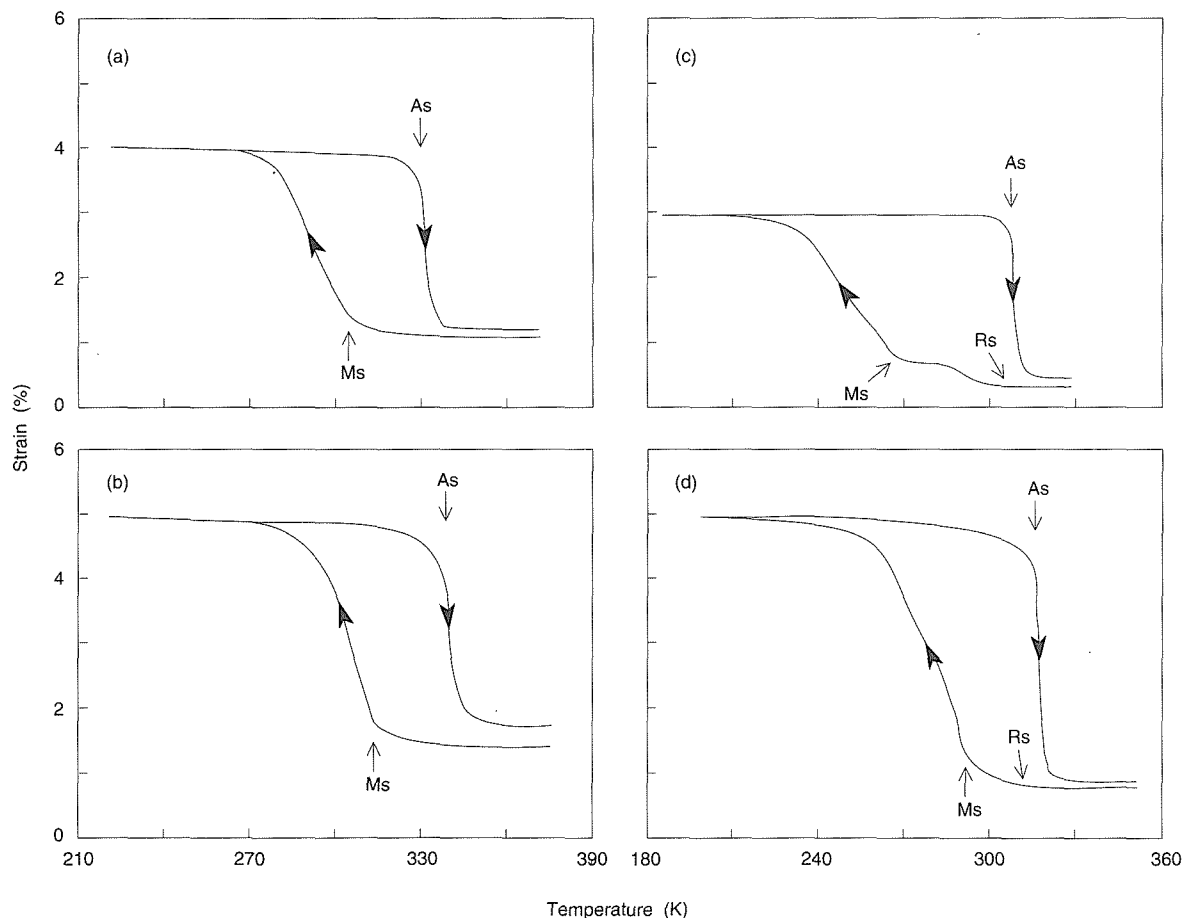 6
(a)
(c)
As
As
4
Rs
2
Ms
Ms
0
Strain (%)
6
(b)
(d)
As
As
4
2
Rs
Ms
Ms
0
210 270 330 390 180 240 300 360
Temperature (K)